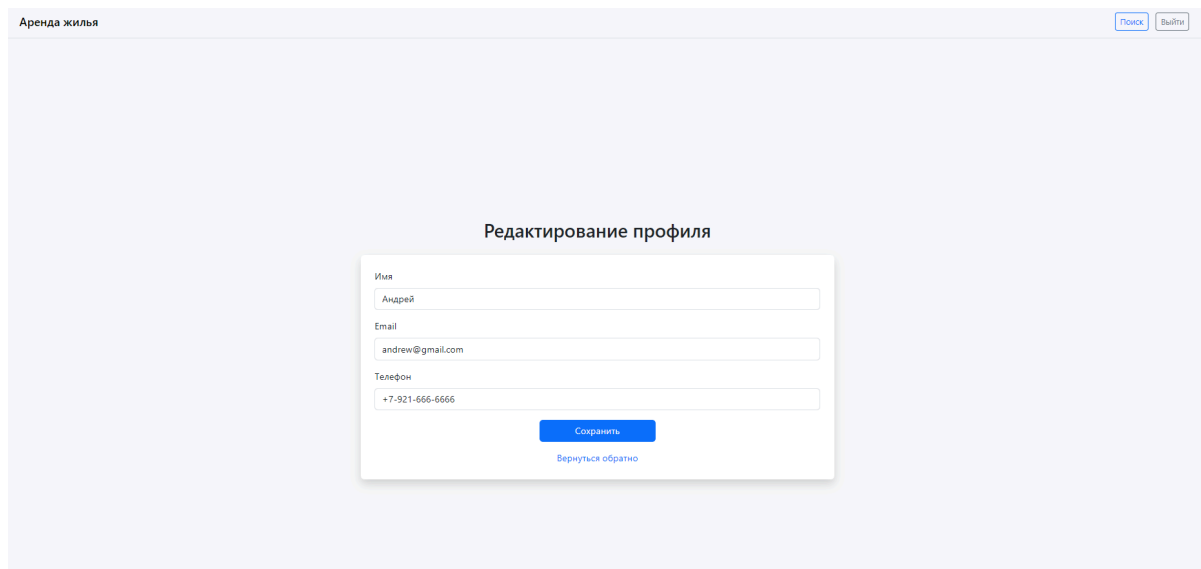 Аренда жилья
Поиск
Выйти
Редактирование профиля
Имя
Андрей
Email
andrew@gmail.com
Телефон
+7-921-666-6666
Сохранить
Вернуться обратно